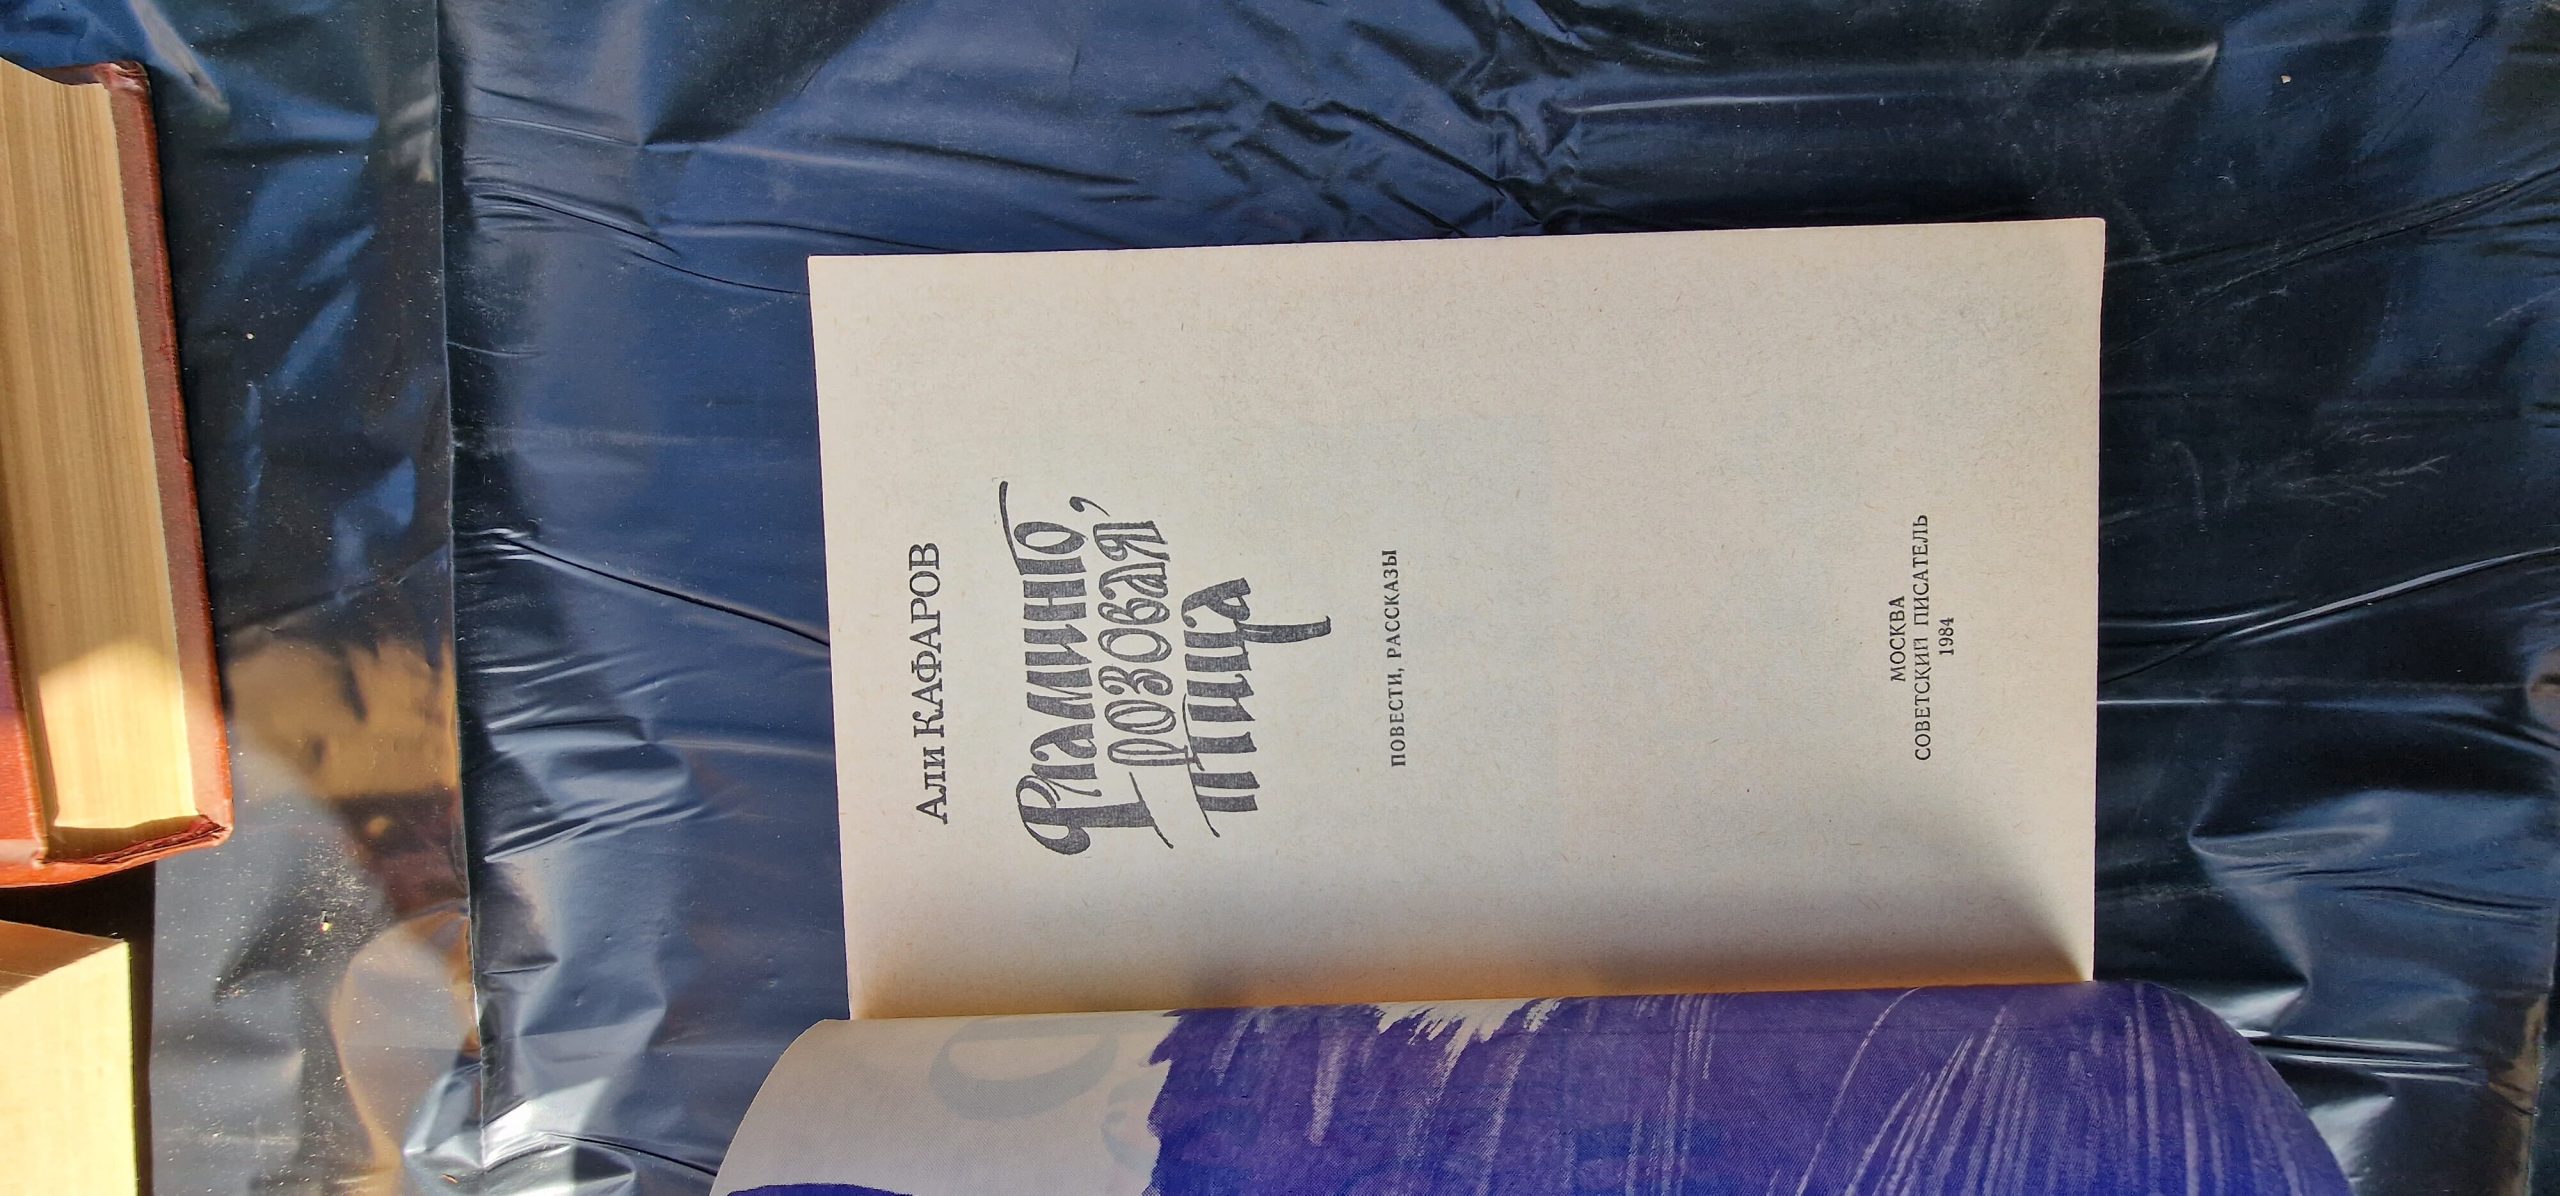 Али КАФАРОВ
Фламинго,
розовая
птица
ПОВЕСТИ, РАССКАЗЫ
МОСКВА
СОВЕТСКИЙ ПИСАТЕЛЬ
1984